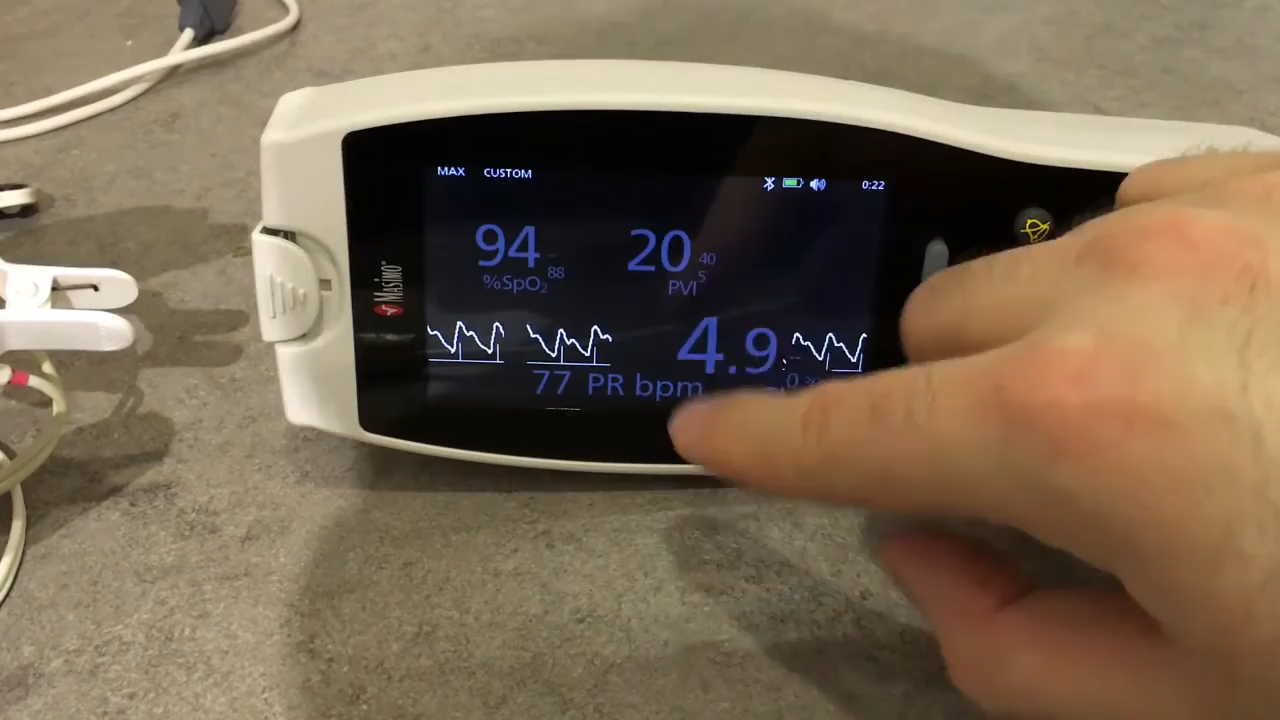 MAX CUSTOM
0:22
94 -- 88
%SpO2
20 40 5
PVI
Masimo®
4.9 --
77 PR bpm